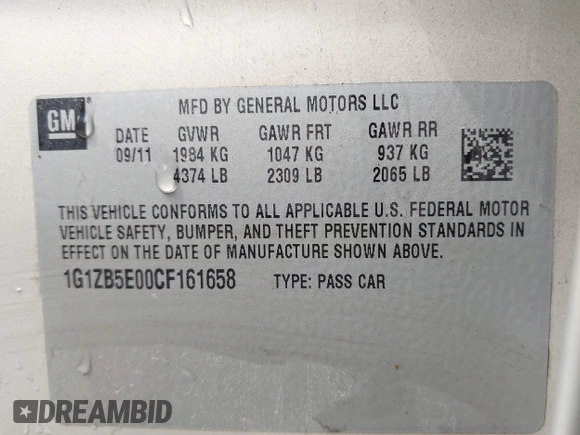 GM
MFD BY GENERAL MOTORS LLC
DATE GVWR GAWR FRT GAWR RR
09/11 1984 KG 1047 KG 937 KG
4374 LB 2309 LB 2065 LB
THIS VEHICLE CONFORMS TO ALL APPLICABLE U.S. FEDERAL MOTOR
VEHICLE SAFETY, BUMPER, AND THEFT PREVENTION STANDARDS IN
EFFECT ON THE DATE OF MANUFACTURE SHOWN ABOVE.
1G1ZB5E00CF161658 TYPE: PASS CAR
DREAMBID